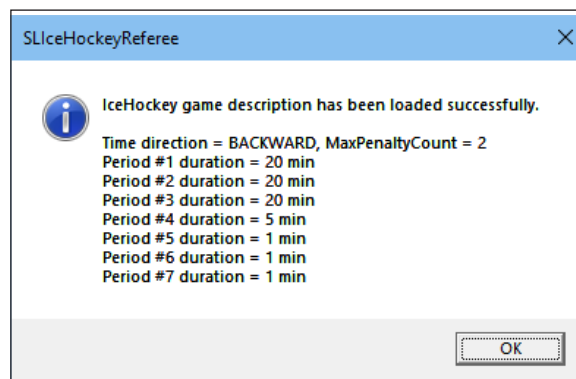 SLIceHockeyReferee
IceHockey game description has been loaded successfully.
Time direction = BACKWARD, MaxPenaltyCount = 2
Period #1 duration = 20 min
Period #2 duration = 20 min
Period #3 duration = 20 min
Period #4 duration = 5 min
Period #5 duration = 1 min
Period #6 duration = 1 min
Period #7 duration = 1 min
OK